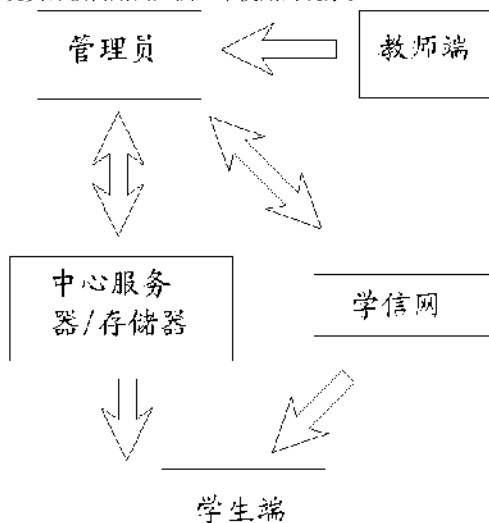 管理员
教师端
中心服务
器/存储器
学信网
学生端